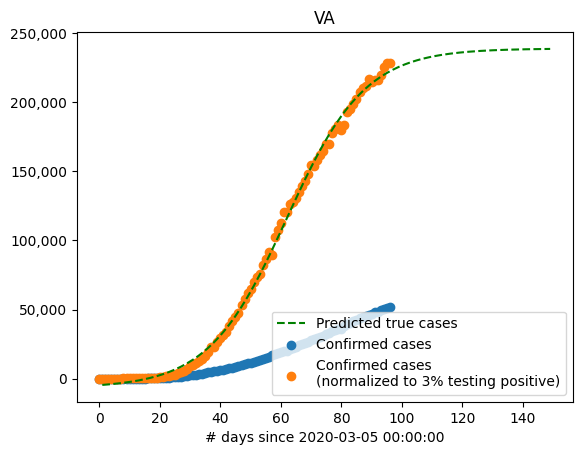 VA
250,000
200,000
150,000
100,000
50,000
0
Predicted true cases
Confirmed cases
Confirmed cases
(normalized to 3% testing positive)
0 20 40 60 80 100 120 140
# days since 2020-03-05 00:00:00